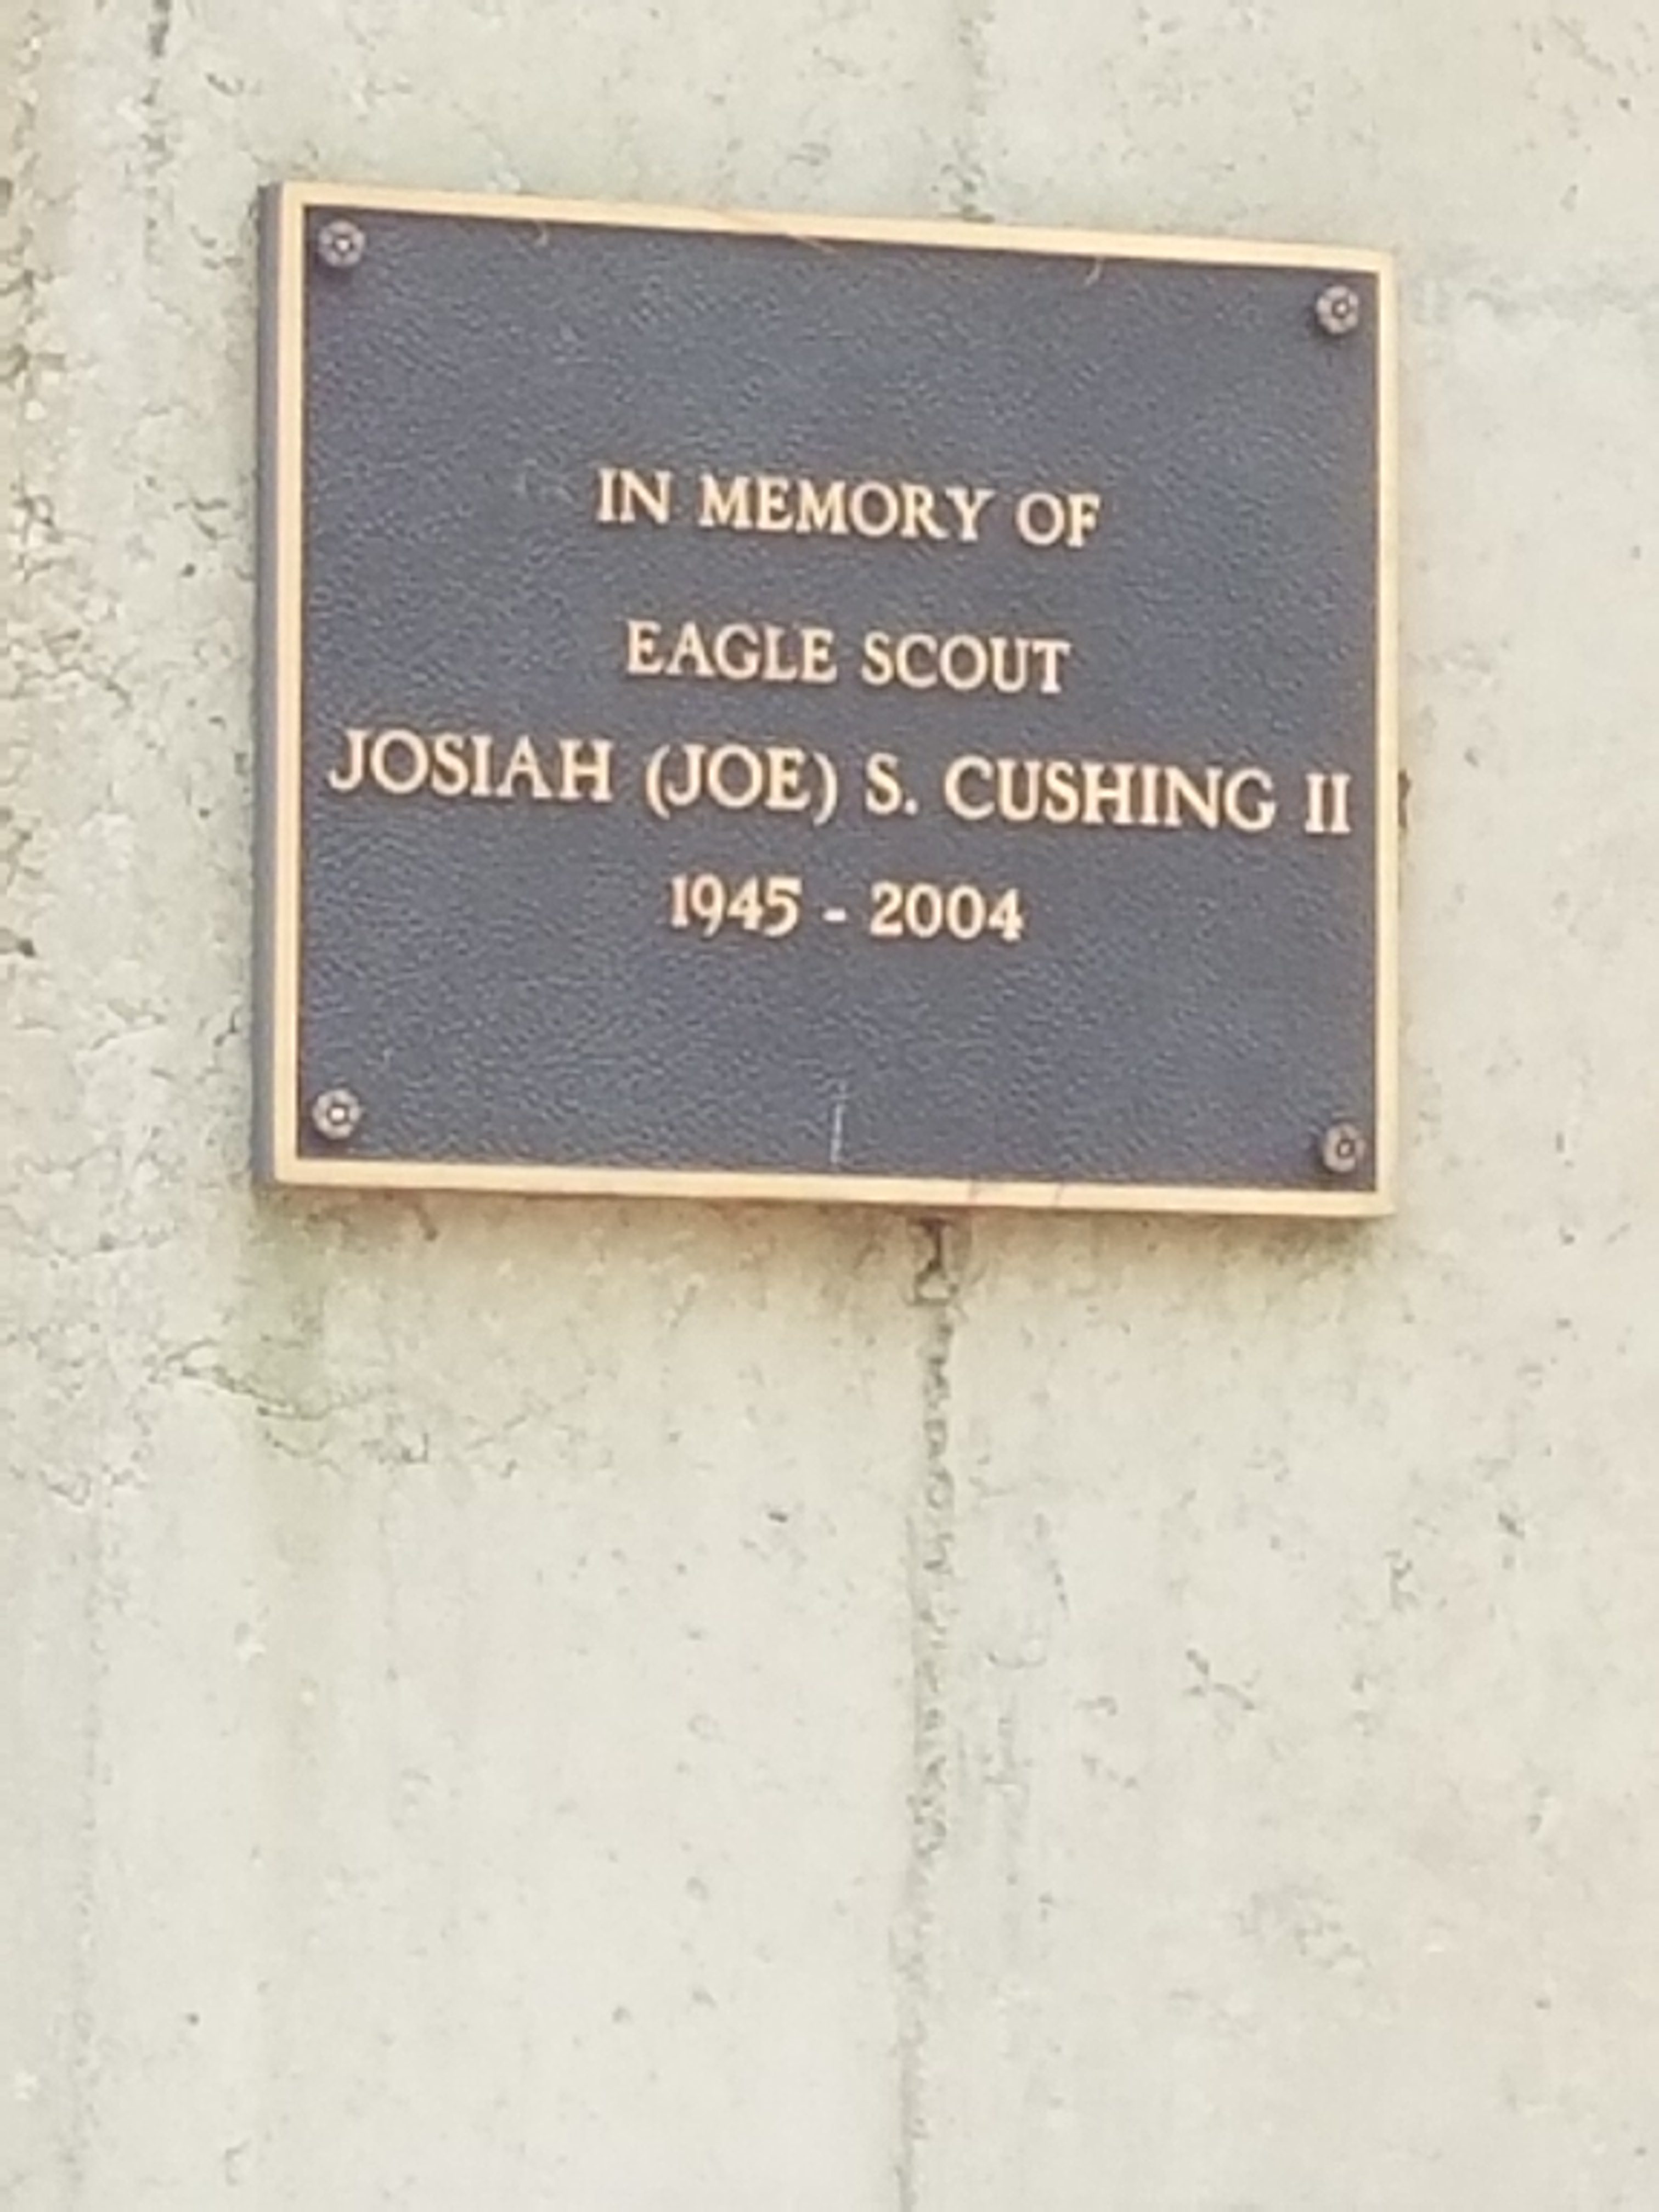 IN MEMORY OF
EAGLE SCOUT
JOSIAH (JOE) S. CUSHING II
1945 - 2004